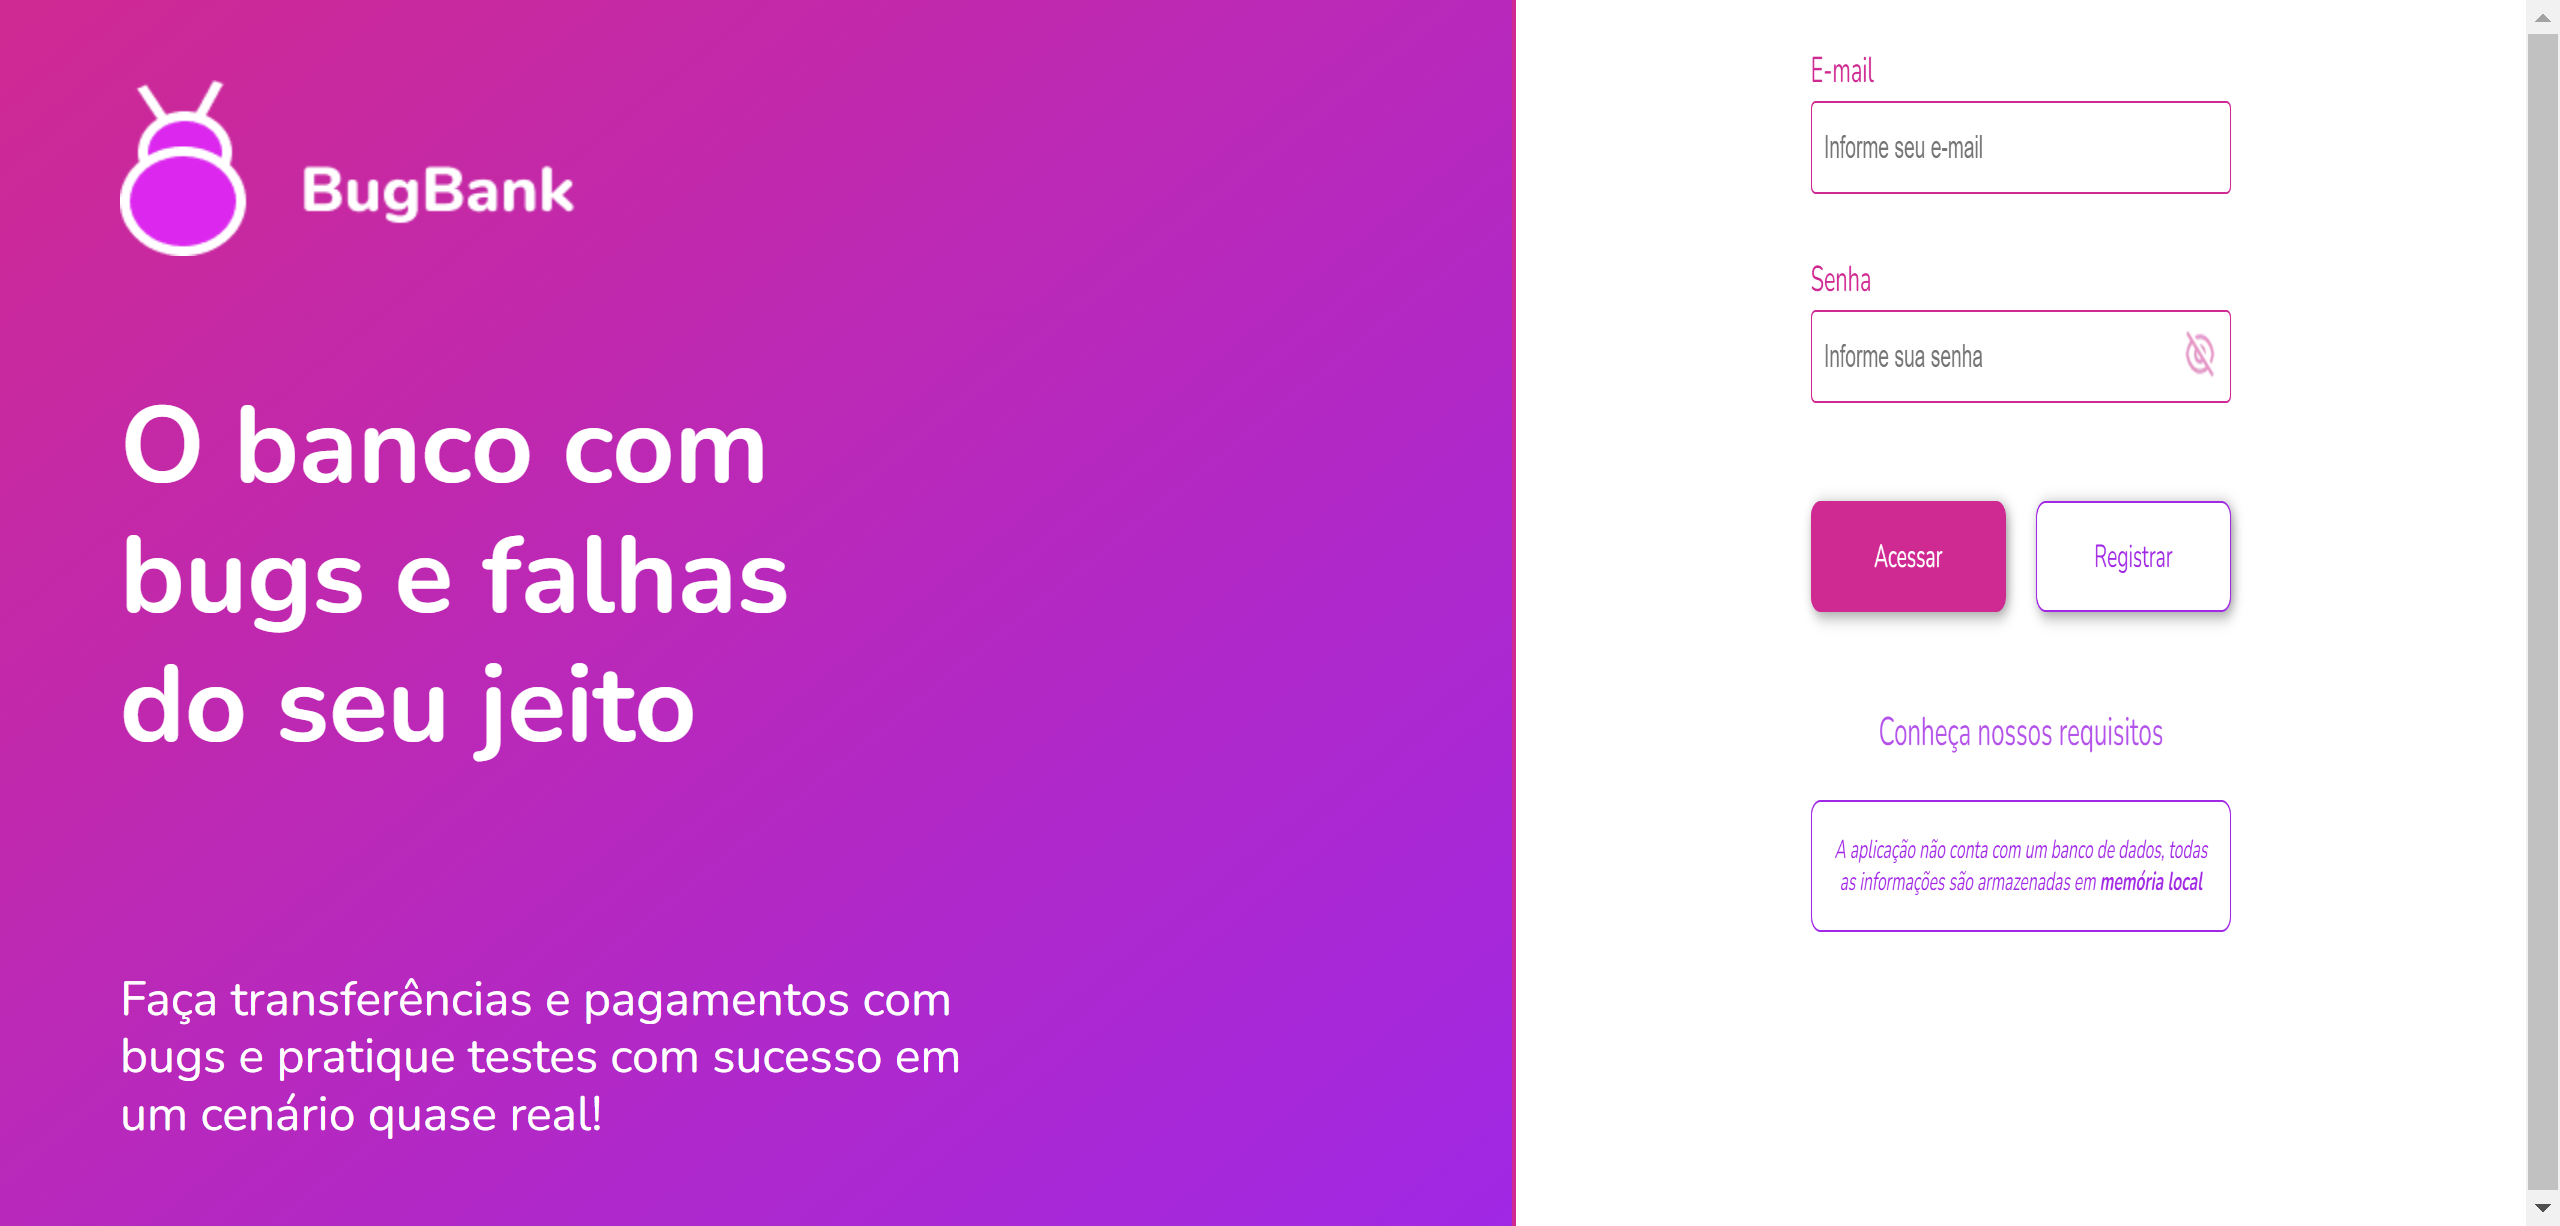 BugBank
O banco com
bugs e falhas
do seu jeito
Faça transferências e pagamentos com
bugs e pratique testes com sucesso em
um cenário quase real!
E-mail
Informe seu e-mail
Senha
Informe sua senha
Acessar
Registrar
Conheça nossos requisitos
A aplicação não conta com um banco de dados, todas
as informações são armazenadas em memória local